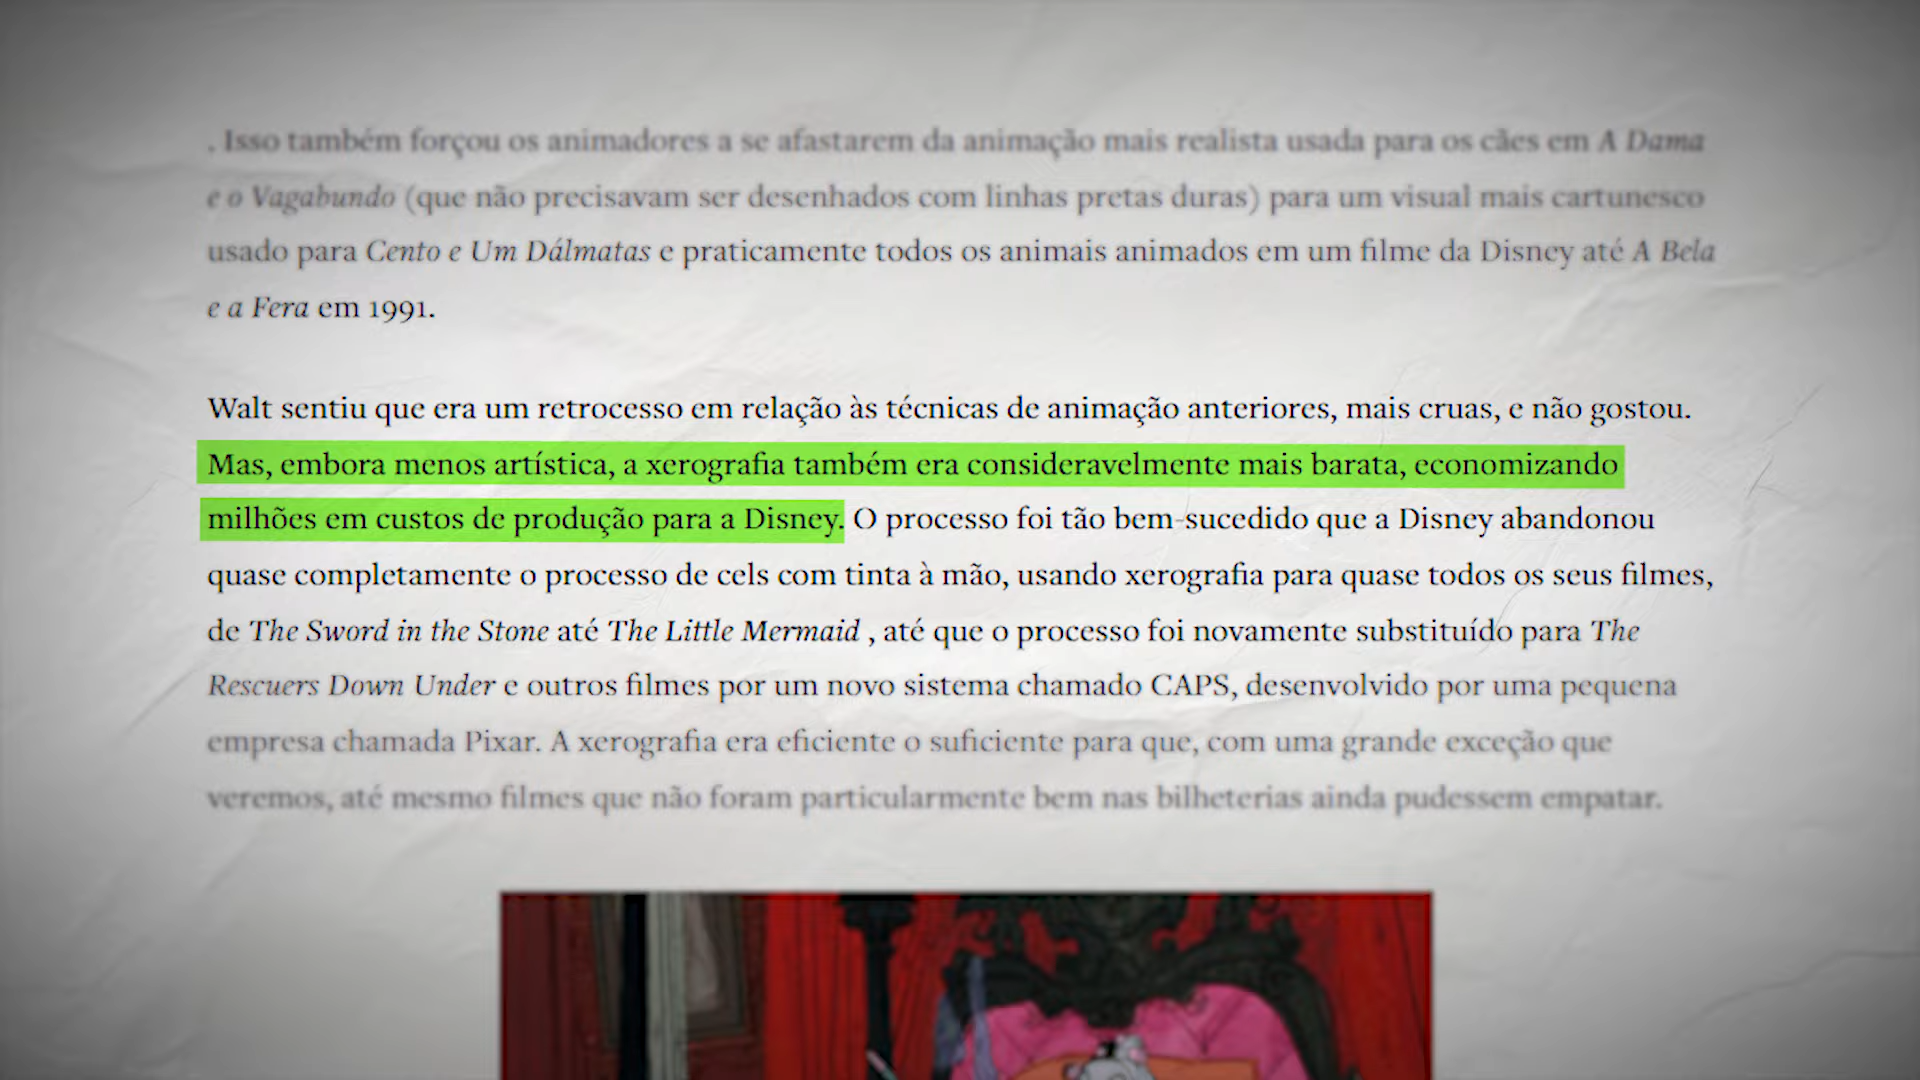 . Isso também forçou os animadores a se afastarem da animação mais realista usada para os cães em A Dama
e o Vagabundo (que não precisavam ser desenhados com linhas pretas duras) para um visual mais cartunesco
usado para Cento e Um Dálmatas e praticamente todos os animais animados em um filme da Disney até A Bela
e a Fera em 1991.
Walt sentiu que era um retrocesso em relação às técnicas de animação anteriores, mais cruas, e não gostou.
Mas, embora menos artística, a xerografia também era consideravelmente mais barata, economizando
milhões em custos de produção para a Disney. O processo foi tão bem-sucedido que a Disney abandonou
quase completamente o processo de cels com tinta à mão, usando xerografia para quase todos os seus filmes,
de The Sword in the Stone até The Little Mermaid , até que o processo foi novamente substituído para The
Rescuers Down Under e outros filmes por um novo sistema chamado CAPS, desenvolvido por uma pequena
empresa chamada Pixar. A xerografia era eficiente o suficiente para que, com uma grande exceção que
veremos, até mesmo filmes que não foram particularmente bem nas bilheterias ainda pudessem empatar.